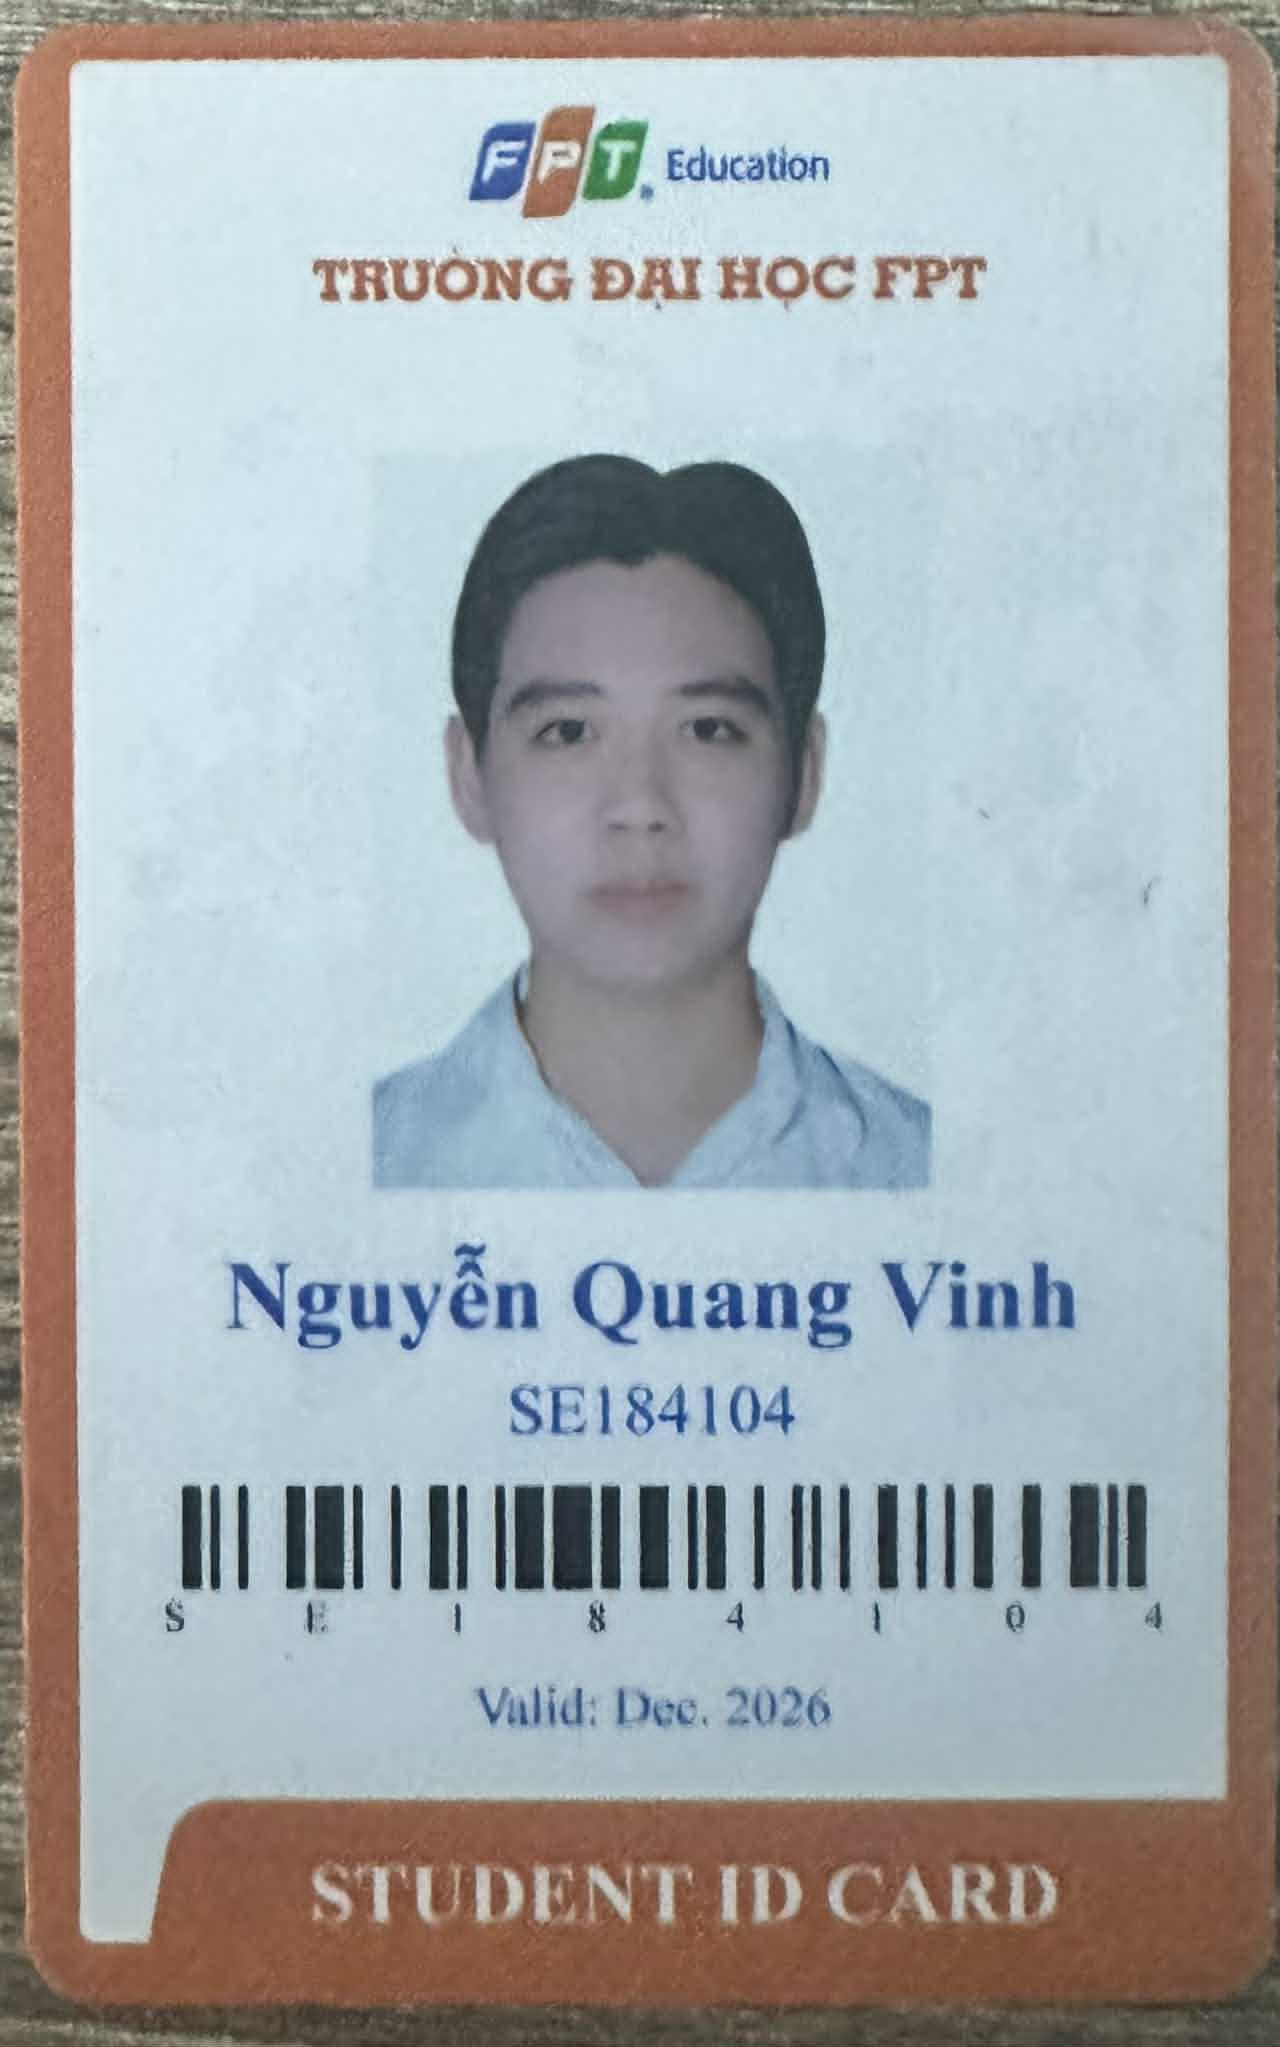 FPT Education
TRƯỜNG ĐẠI HỌC FPT
Nguyễn Quang Vinh
SE184104
S E 1 8 4 1 0 4
Valid: Dec. 2026
STUDENT ID CARD